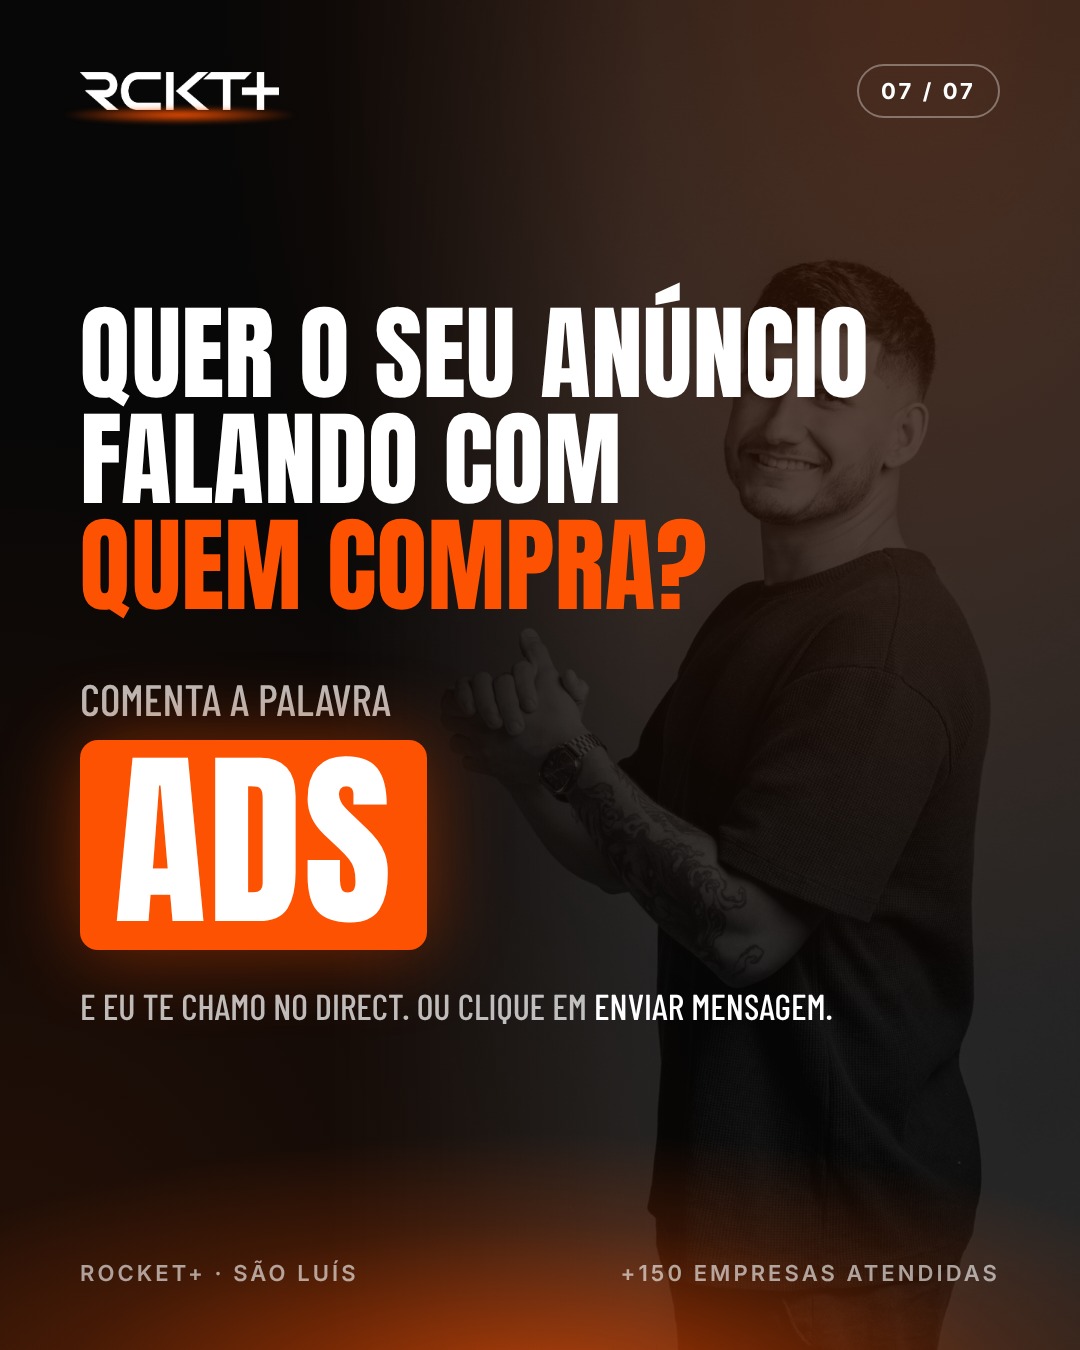 RCKT+
07 / 07
QUER O SEU ANÚNCIO
FALANDO COM
QUEM COMPRA?
COMENTA A PALAVRA
ADS
E EU TE CHAMO NO DIRECT. OU CLIQUE EM ENVIAR MENSAGEM.
ROCKET+ · SÃO LUÍS
+150 EMPRESAS ATENDIDAS